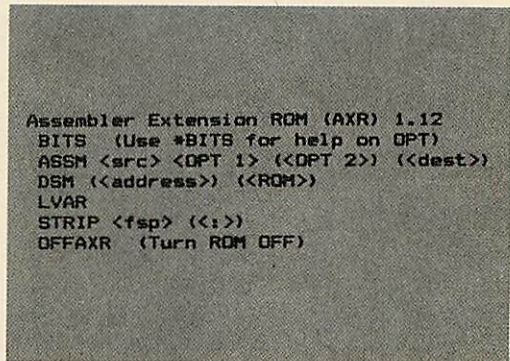 Assembler Extension ROM (AXR) 1.12
BITS (Use *BITS for help on OPT)
ASSM <src> <OPT 1> (<OPT 2>) (<dest>)
DSM (<address>) (<ROM>)
LVAR
STRIP <fsp> (<:>)
OFFAXR (Turn ROM OFF)